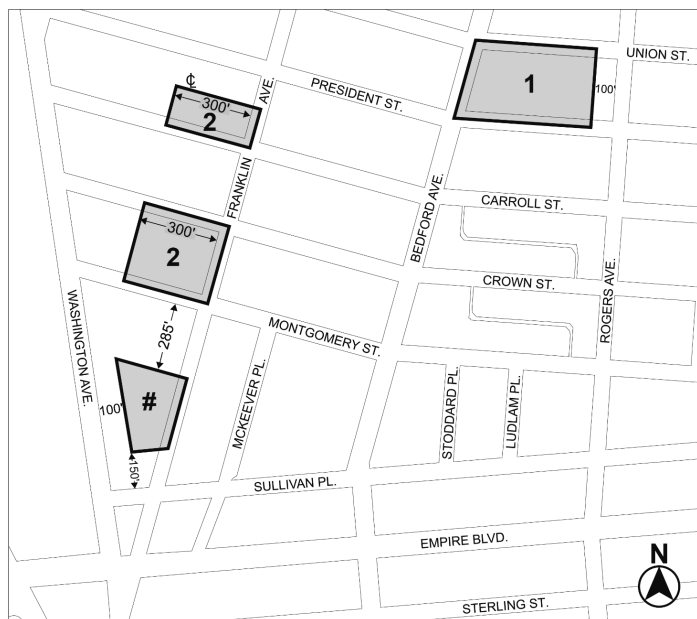 UNION ST.
1
100'
℄
AVE.
PRESIDENT ST.
300'
2
FRANKLIN
CARROLL ST.
BEDFORD AVE.
300'
2
CROWN ST.
ROGERS AVE.
WASHINGTON AVE.
285'
MONTGOMERY ST.
MCKEEVER PL.
STODDARD PL.
LUDLAM PL.
#
100'
150'
SULLIVAN PL.
EMPIRE BLVD.
N
STERLING ST.